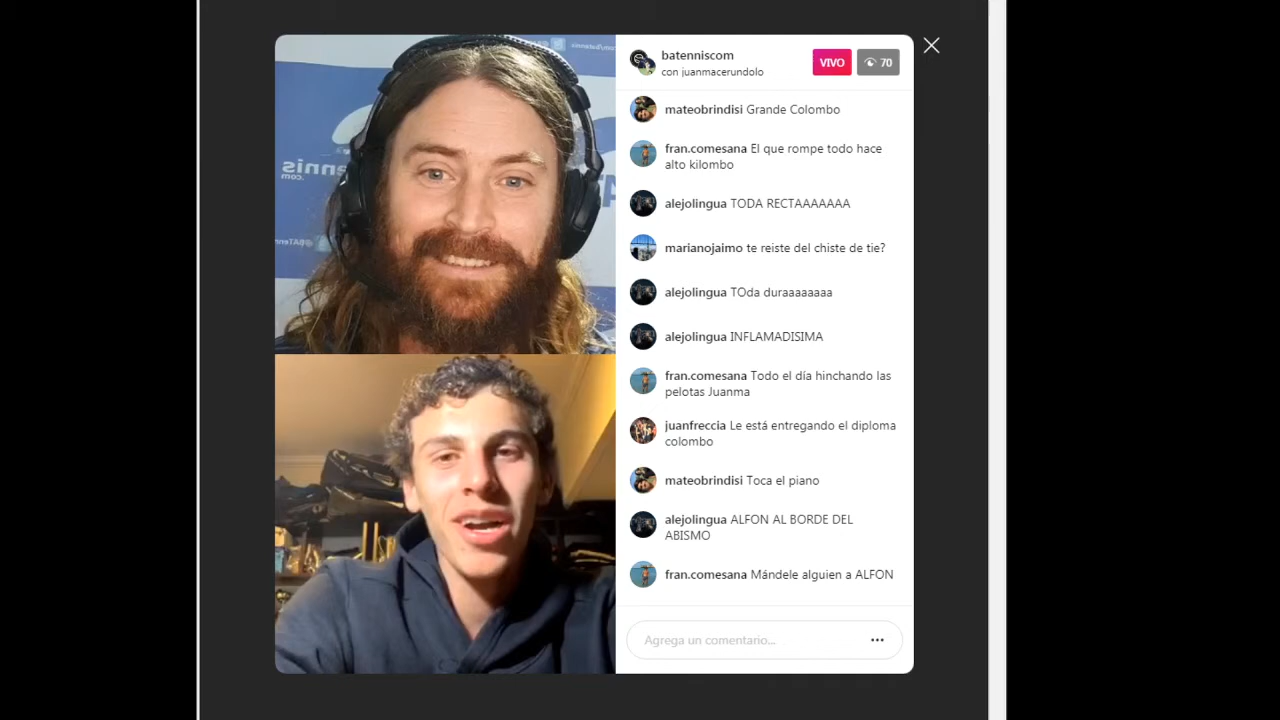 batenniscom
con juanmacerundolo
VIVO
70
mateobrindisi Grande Colombo
fran.comesana El que rompe todo hace
alto kilombo
alejolingua TODA RECTAAAAAAA
marianojaimo te reiste del chiste de tie?
alejolingua TOda duraaaaaaaa
alejolingua INFLAMADISIMA
fran.comesana Todo el día hinchando las
pelotas Juanma
juanfreccia Le está entregando el diploma
colombo
mateobrindisi Toca el piano
alejolingua ALFON AL BORDE DEL
ABISMO
fran.comesana Mándele alguien a ALFON
Agrega un comentario...